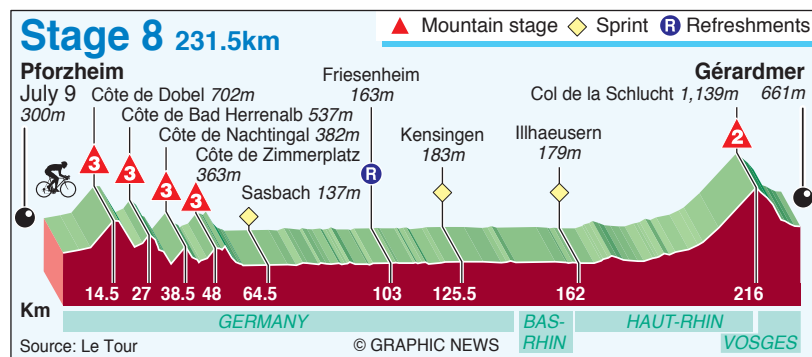 Stage 8 231.5km
Mountain stage Sprint R Refreshments
Pforzheim
July 9
300m
Côte de Dobel 702m
Côte de Bad Herrenalb 537m
Côte de Nachtingal 382m
Côte de Zimmerplatz
363m
Sasbach 137m
Friesenheim
163m
Kensingen
183m
Illhaeusern
179m
Gérardmer
Col de la Schlucht 1,139m 661m
3 3 3 3 R 2
Km 14.5 27 38.5 48 64.5 103 125.5 162 216
GERMANY
BAS-
RHIN
HAUT-RHIN
VOSGES
Source: Le Tour © GRAPHIC NEWS